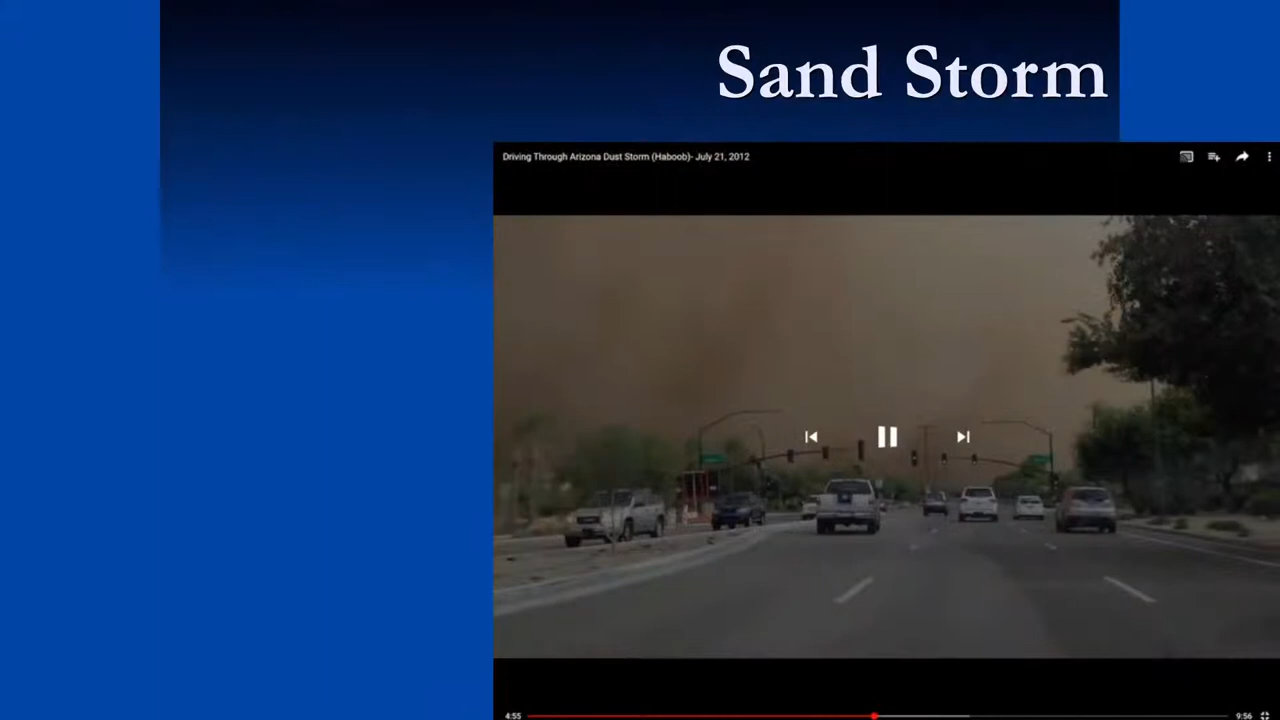 Sand Storm
Driving Through Arizona Dust Storm (Haboob)- July 21, 2012
4:55
9:56